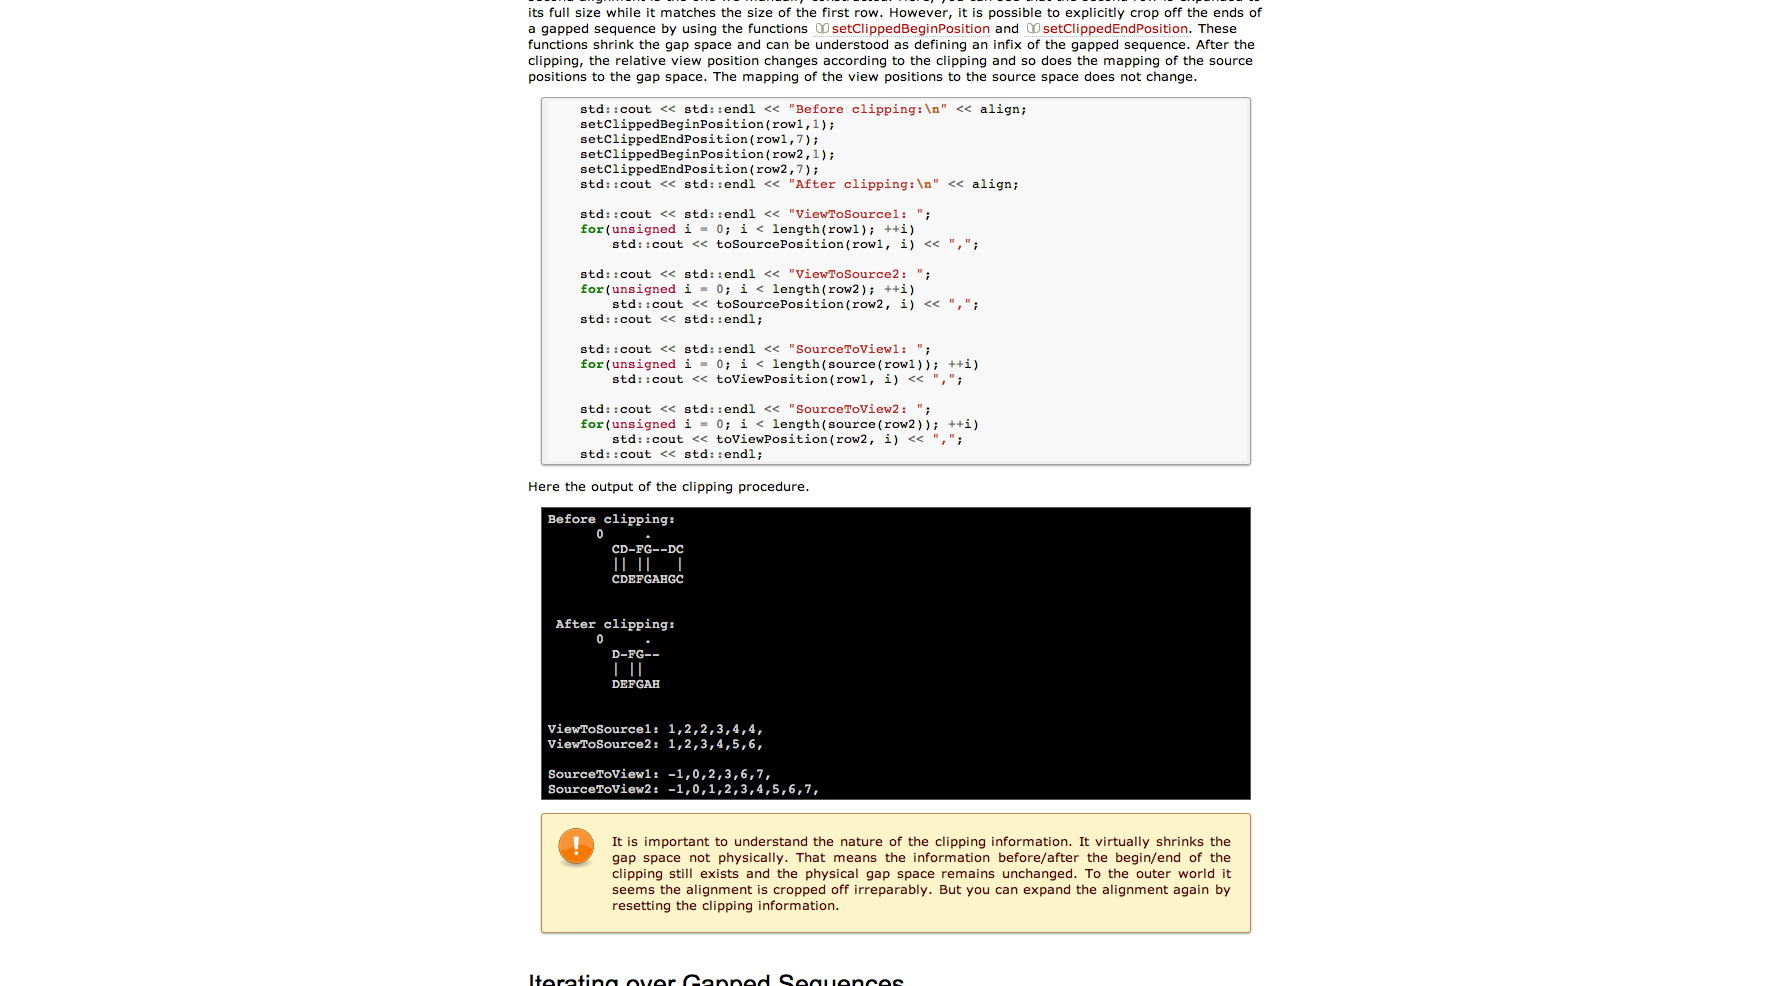 its full size while it matches the size of the first row. However, it is possible to explicitly crop off the ends of
a gapped sequence by using the functions setClippedBeginPosition and setClippedEndPosition. These
functions shrink the gap space and can be understood as defining an infix of the gapped sequence. After the
clipping, the relative view position changes according to the clipping and so does the mapping of the source
positions to the gap space. The mapping of the view positions to the source space does not change.
std::cout << std::endl << "Before clipping:\n" << align;
setClippedBeginPosition(row1,1);
setClippedEndPosition(row1,7);
setClippedBeginPosition(row2,1);
setClippedEndPosition(row2,7);
std::cout << std::endl << "After clipping:\n" << align;
std::cout << std::endl << "ViewToSource1: ";
for(unsigned i = 0; i < length(row1); ++i)
std::cout << toSourcePosition(row1, i) << ",";
std::cout << std::endl << "ViewToSource2: ";
for(unsigned i = 0; i < length(row2); ++i)
std::cout << toSourcePosition(row2, i) << ",";
std::cout << std::endl;
std::cout << std::endl << "SourceToView1: ";
for(unsigned i = 0; i < length(source(row1)); ++i)
std::cout << toViewPosition(row1, i) << ",";
std::cout << std::endl << "SourceToView2: ";
for(unsigned i = 0; i < length(source(row2)); ++i)
std::cout << toViewPosition(row2, i) << ",";
std::cout << std::endl;
Here the output of the clipping procedure.
Before clipping:
0     .
CD-FG--DC
|| ||   |
CDEFGAHGC
After clipping:
0     .
D-FG--
| ||
DEFGAH
ViewToSource1: 1,2,2,3,4,4,
ViewToSource2: 1,2,3,4,5,6,
SourceToView1: -1,0,2,3,6,7,
SourceToView2: -1,0,1,2,3,4,5,6,7,
It is important to understand the nature of the clipping information. It virtually shrinks the
gap space not physically. That means the information before/after the begin/end of the
clipping still exists and the physical gap space remains unchanged. To the outer world it
seems the alignment is cropped off irreparably. But you can expand the alignment again by
resetting the clipping information.
Iterating over Gapped Sequences